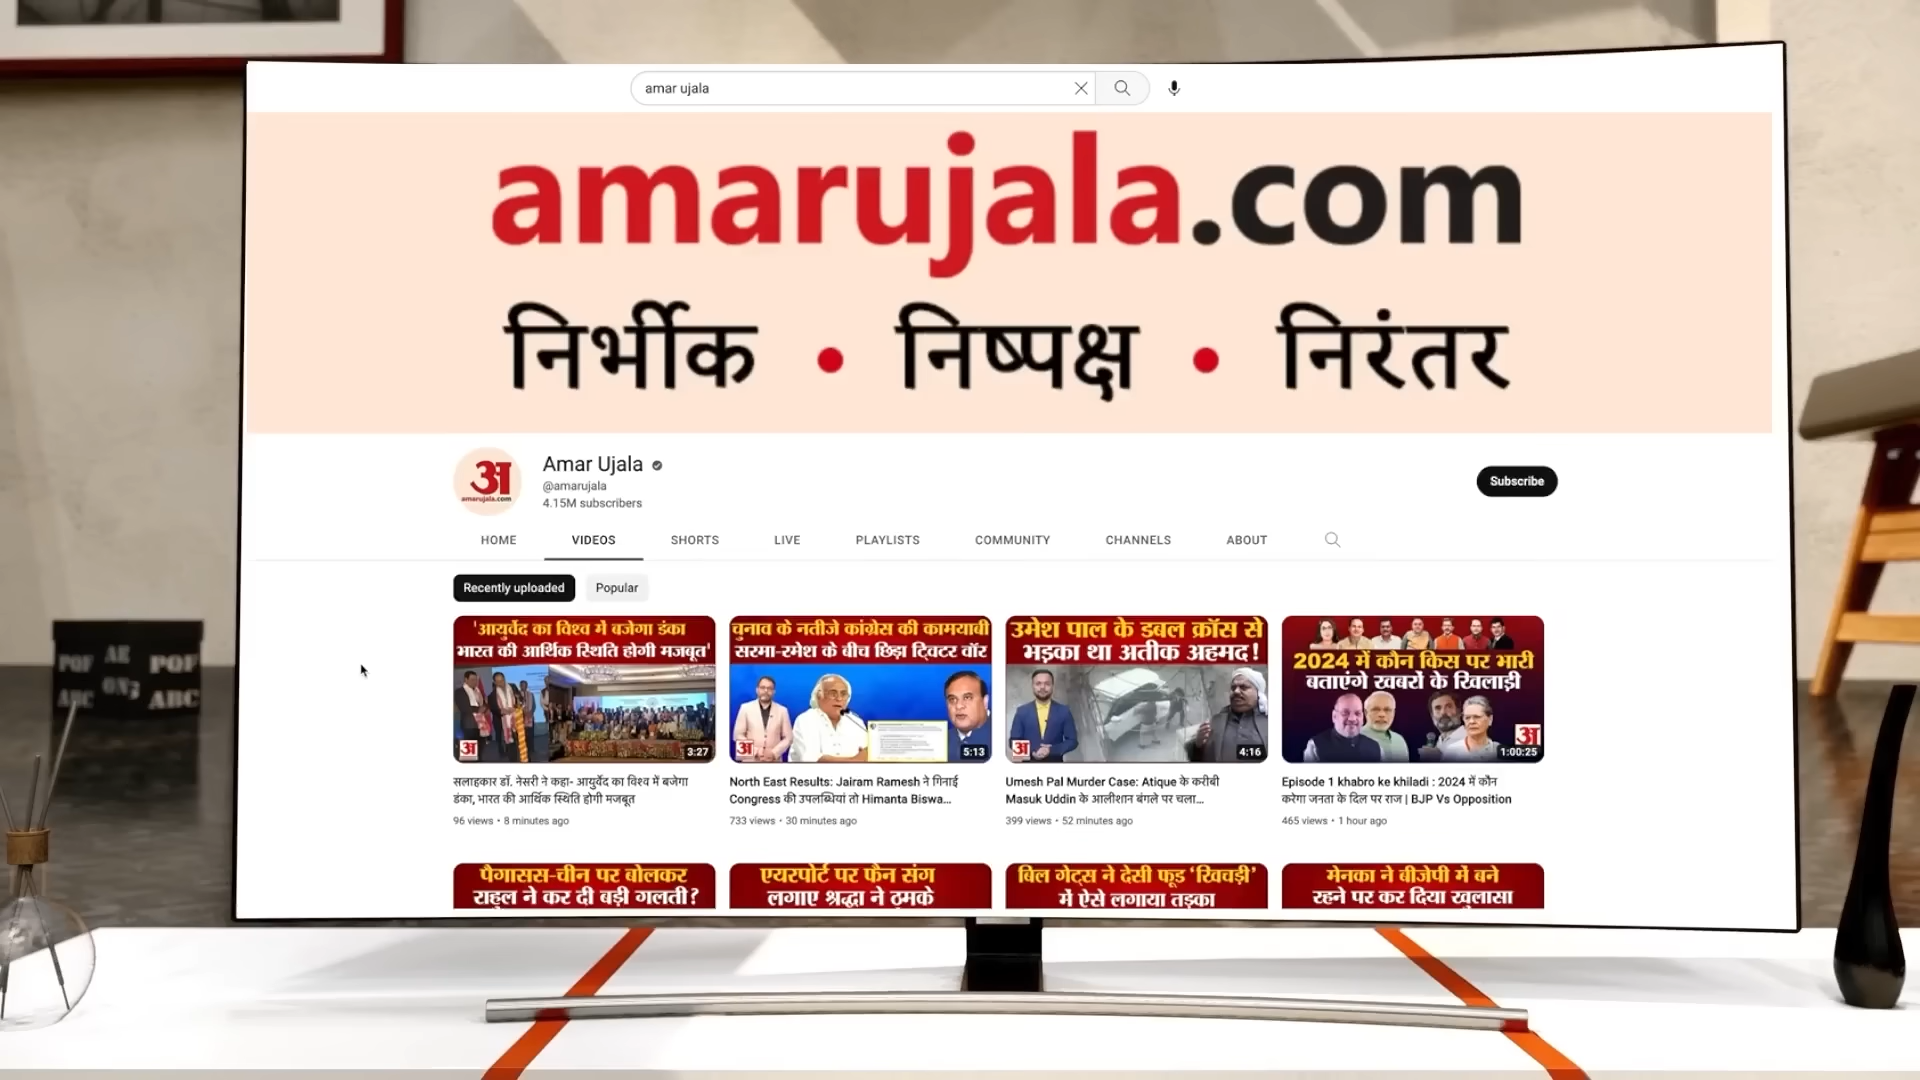 amar ujala
amarujala.com
निर्भीक • निष्पक्ष • निरंतर
अ
amarujala.com
Amar Ujala
@amarujala
4.15M subscribers
Subscribe
HOME VIDEOS SHORTS LIVE PLAYLISTS COMMUNITY CHANNELS ABOUT
Recently uploaded Popular
'आयुर्वेद का विश्व में बजेगा डंका
भारत की आर्थिक स्थिति होगी मजबूत'
अ
3:27
सलाहकार डॉ. नेसरी ने कहा- आयुर्वेद का विश्व में बजेगा
डंका, भारत की आर्थिक स्थिति होगी मजबूत
96 views • 8 minutes ago
चुनाव के नतीजे कांग्रेस की कामयाबी
सरमा-रमेश के बीच छिड़ा ट्विटर वॉर
अ
5:13
North East Results: Jairam Ramesh ने गिनाई
Congress की उपलब्धियां तो Himanta Biswa...
733 views • 30 minutes ago
उमेश पाल के डबल क्रॉस से
भड़का था अतीक अहमद!
अ
4:16
Umesh Pal Murder Case: Atique के करीबी
Masuk Uddin के आलीशान बंगले पर चला...
399 views • 52 minutes ago
2024 में कौन किस पर भारी
बताएंगे खबरों के खिलाड़ी
अ
1:00:25
Episode 1 khabro ke khiladi : 2024 में कौन
करेगा जनता के दिल पर राज | BJP Vs Opposition
465 views • 1 hour ago
पैगासस-चीन पर बोलकर
राहुल ने कर दी बड़ी गलती?
एयरपोर्ट पर फैन संग
लगाए श्रद्धा ने ठुमके
बिल गेट्स ने देसी फूड 'खिचड़ी'
में ऐसे लगाया तड़का
मेनका ने बीजेपी में बने
रहने पर कर दिया खुलासा